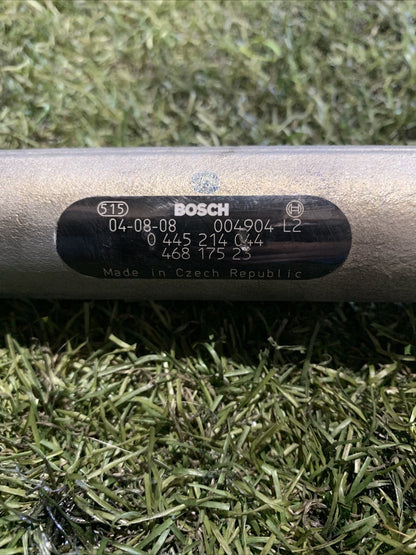 515 BOSCH
04-08-08 004904 L2
0 445 214 044
468 175 23
Made in Czech Republic